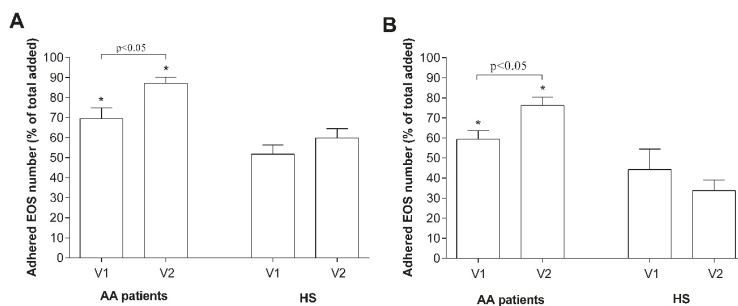 A
Adhered EOS number (% of total added)
100
90
80
70
60
50
40
30
20
10
0
p<0.05
*
*
V1
V2
V1
V2
AA patients
HS
B
Adhered EOS number (% of total added)
100
90
80
70
60
50
40
30
20
10
0
p<0.05
*
*
V1
V2
V1
V2
AA patients
HS